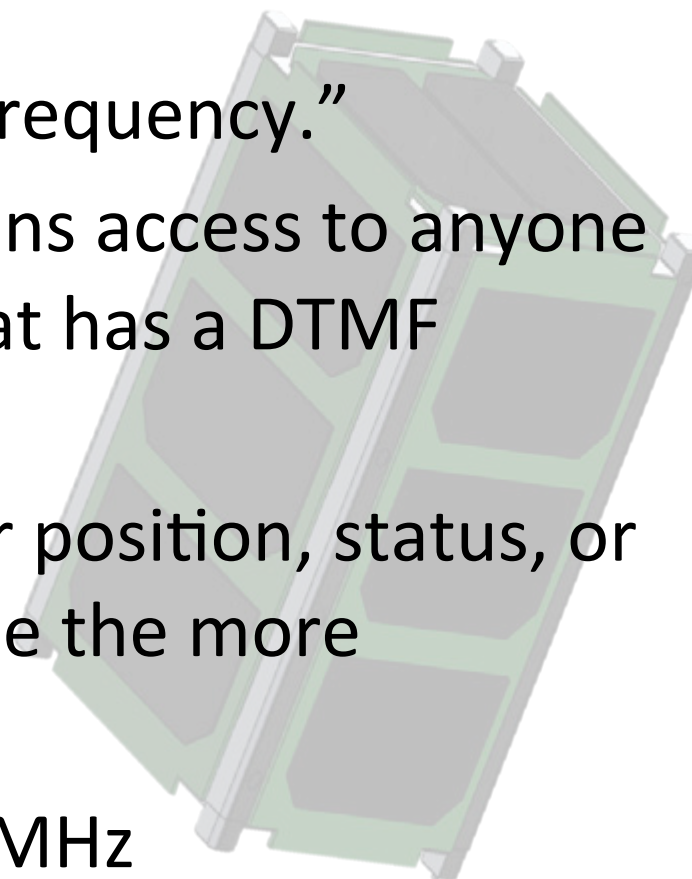 requency.”
ns access to anyone
at has a DTMF
r position, status, or
e the more
MHz